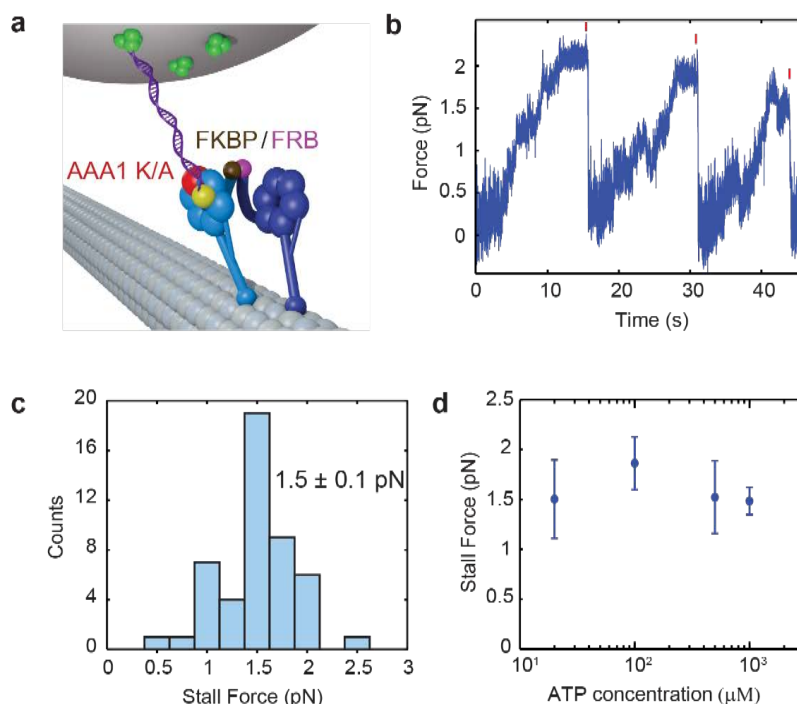 a
FKBP/FRB
AAA1 K/A
b
Force (pN)
2
1.5
1
0.5
0
0 10 20 30 40
Time (s)
c
Counts
20
16
12
8
4
0
1.5 ± 0.1 pN
0 0.5 1 1.5 2 2.5 3
Stall Force (pN)
d
Stall Force (pN)
2.5
2
1.5
1
0.5
0
10¹ 10² 10³
ATP concentration (μM)